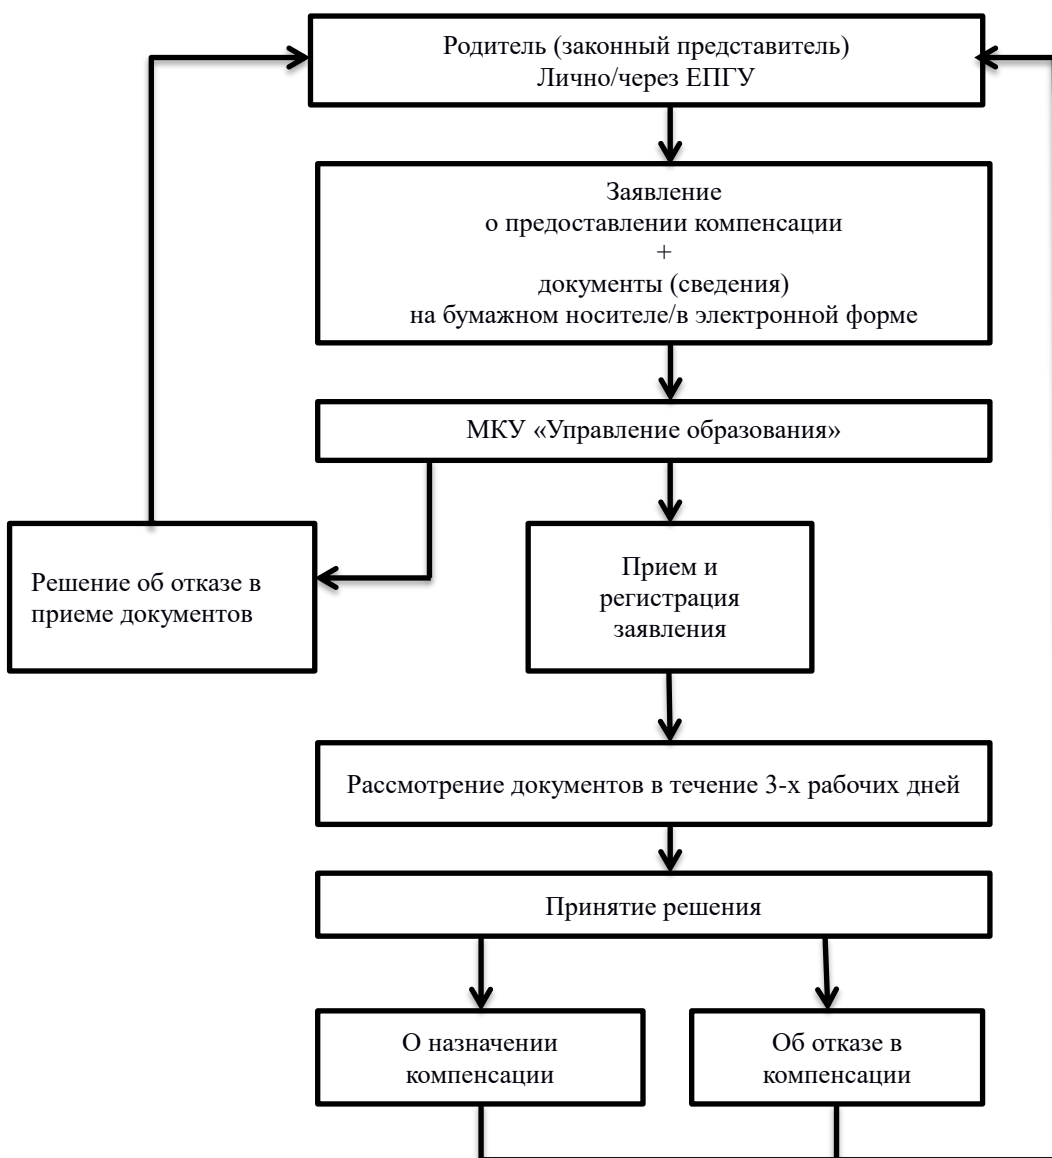 Родитель (законный представитель)
Лично/через ЕПГУ
Заявление
о предоставлении компенсации
+
документы (сведения)
на бумажном носителе/в электронной форме
МКУ «Управление образования»
Решение об отказе в
приеме документов
Прием и
регистрация
заявления
Рассмотрение документов в течение 3-х рабочих дней
Принятие решения
О назначении
компенсации
Об отказе в
компенсации